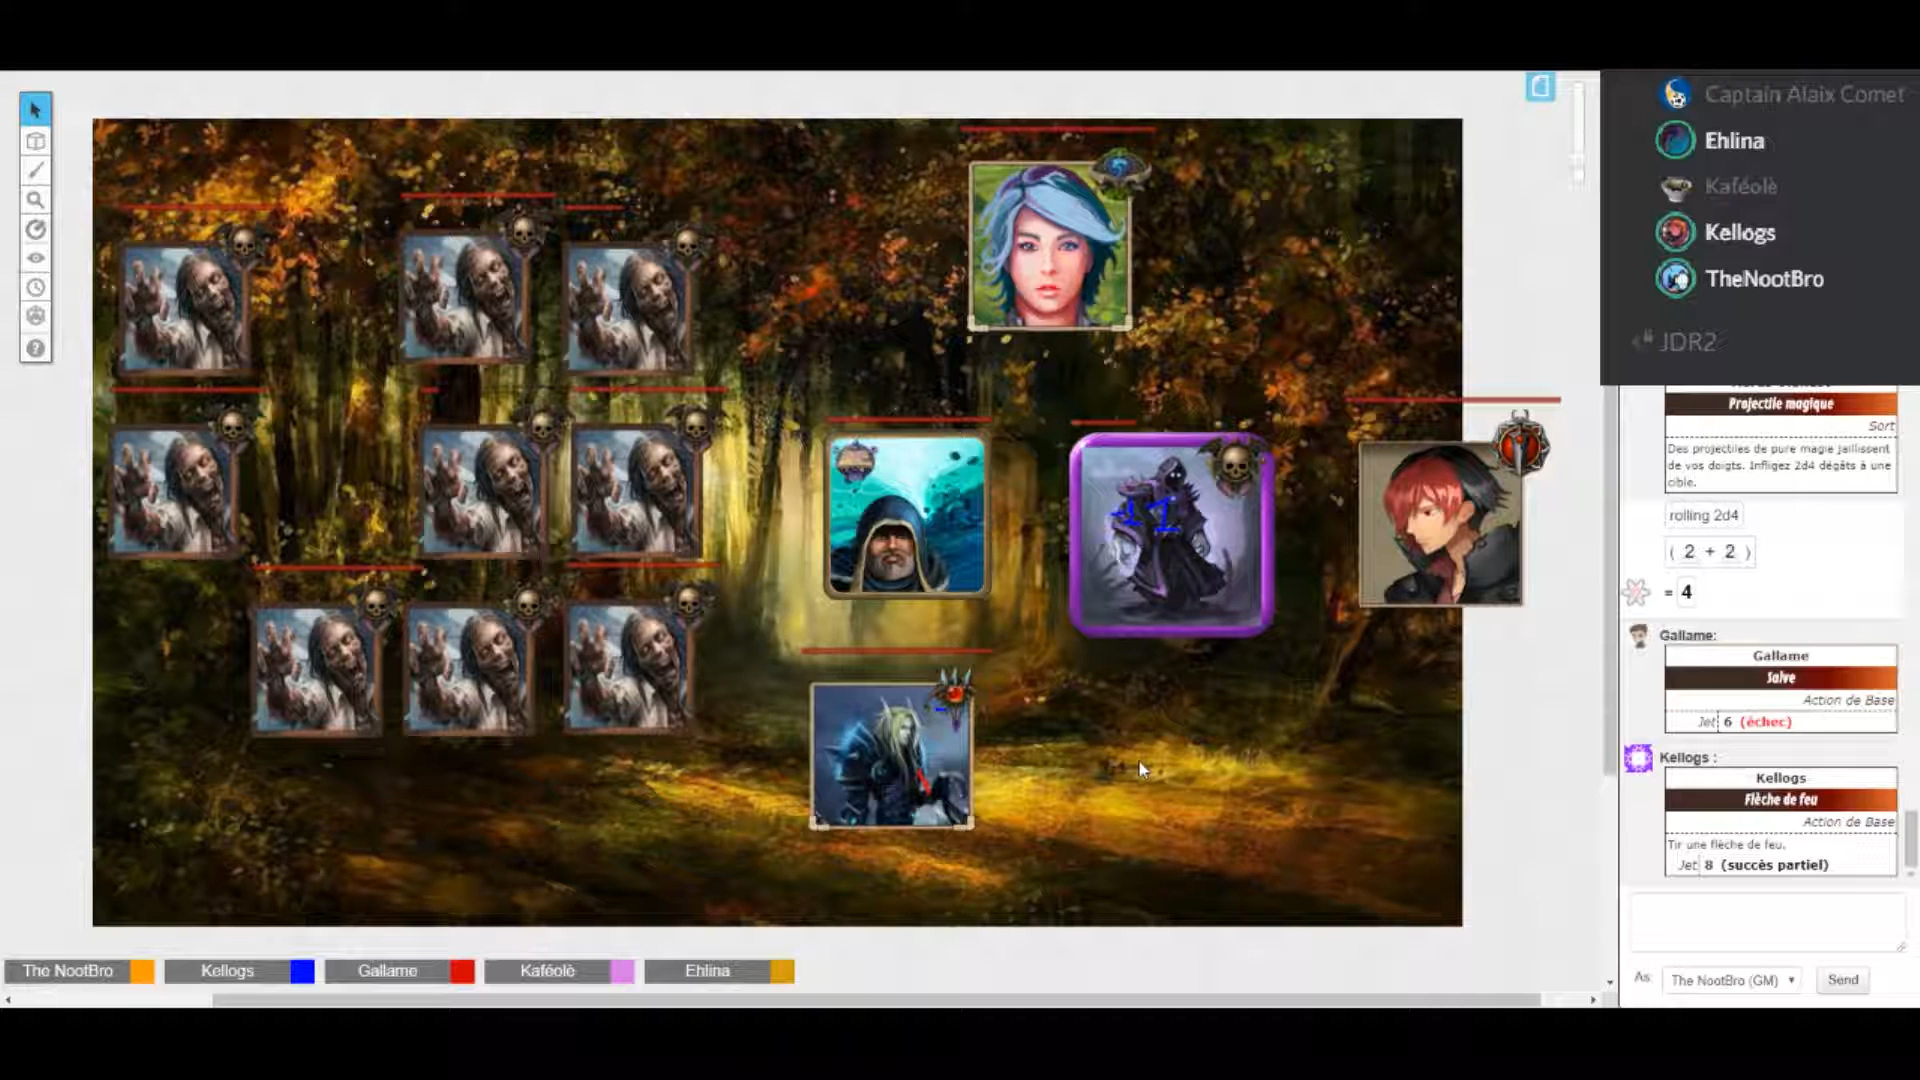 Captain Alaix Comet
Ehlina
Kaféolè
Kellogs
TheNootBro
JDR2
Projectile magique
Sort
Des projectiles de pure magie jaillissent
de vos doigts. Infligez 2d4 dégâts à une
cible.
rolling 2d4
( 2 + 2 )
= 4
Gallame:
Gallame
Salve
Action de Base
Jet 6 (échec)
Kellogs :
Kellogs
Flèche de feu
Action de Base
Tir une flèche de feu.
Jet 8 (succès partiel)
The NootBro
Kellogs
Gallame
Kaféolè
Ehlina
As: The NootBro (GM) Send